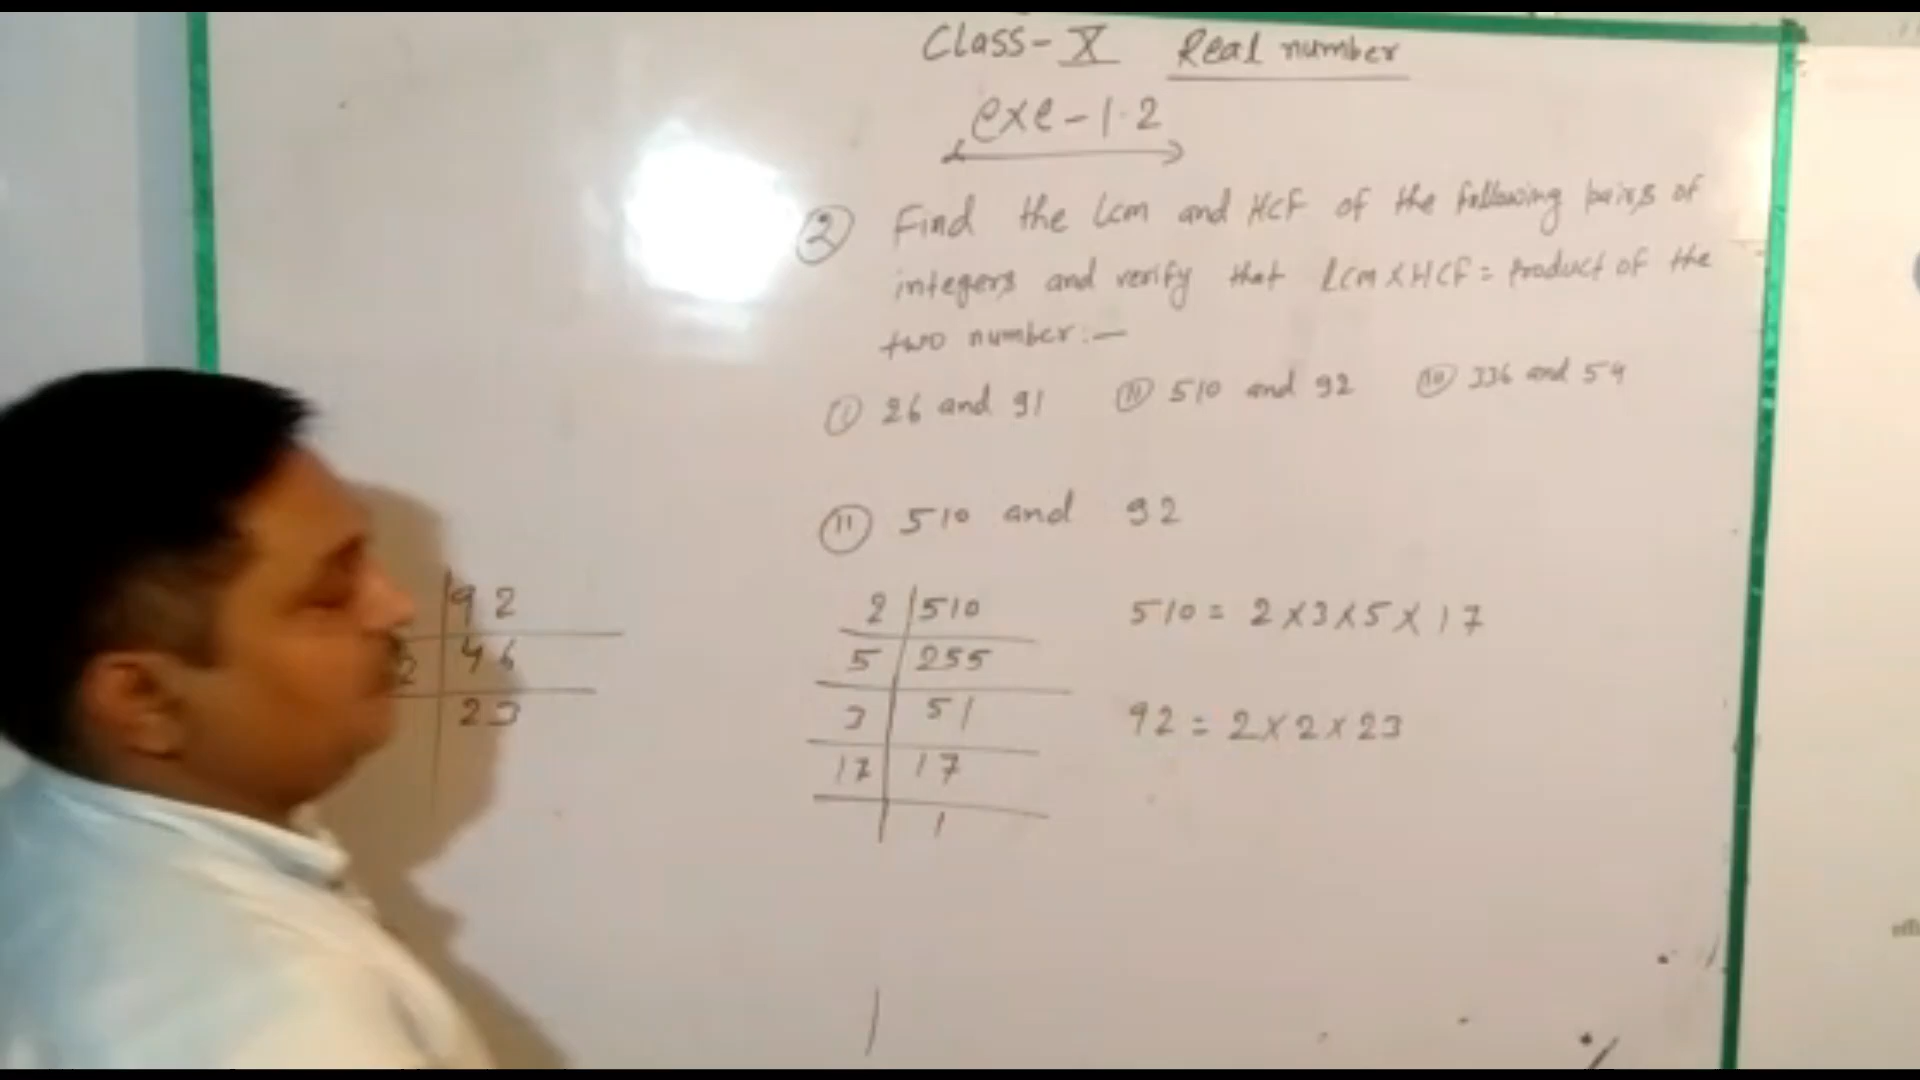 Class - X Real number
exe - 1.2
② Find the Lcm and HCF of the following pairs of
integers and verify that Lcm X HCF = Product of the
two number :—
(i) 26 and 91 (ii) 510 and 92 (iii) 336 and 54
(ii) 510 and 92
92
2 46
23
2 510
5 255
3 51
17 17
1
510 = 2 X 3 X 5 X 17
92 = 2 X 2 X 23